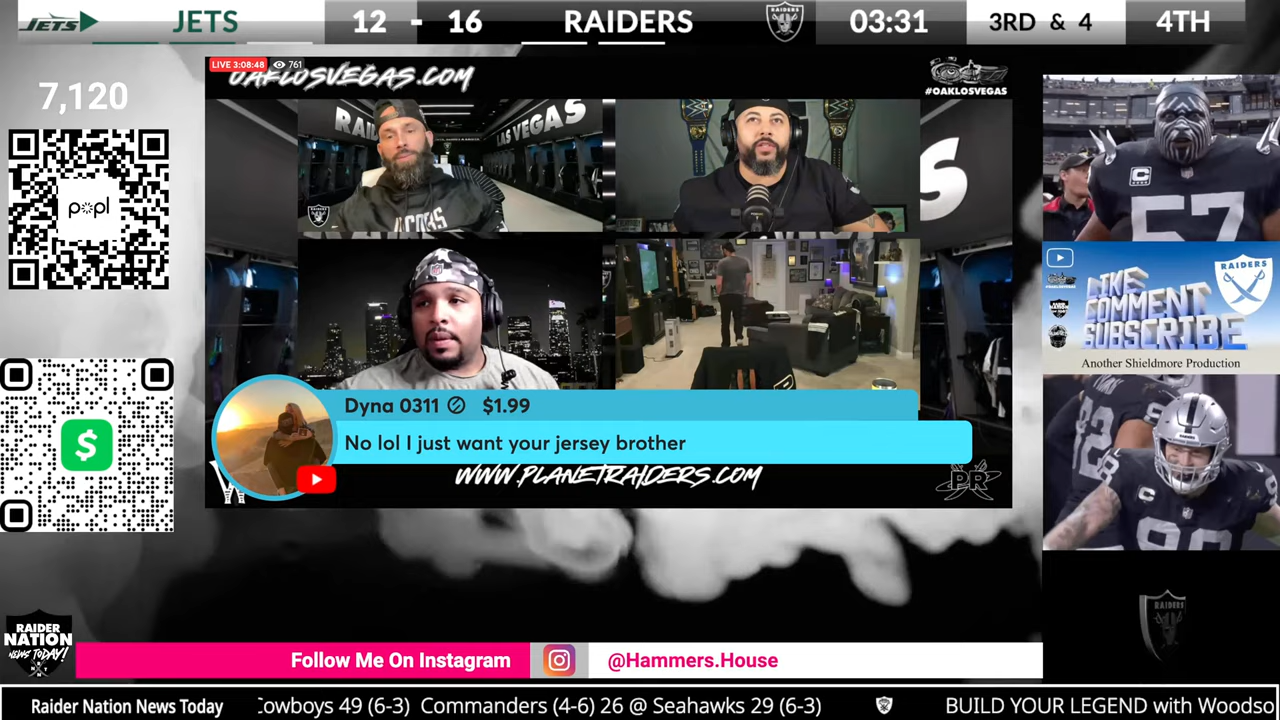 JETS
JETS 12 - 16 RAIDERS
RAIDERS
03:31
3RD & 4
4TH
LIVE 3:08:48
761
OAKLOSVEGAS.COM
#OAKLOSVEGAS
7,120
popl
RAI
LAS VEGAS
S
57
RAIDERS
LIKE
COMMENT
SUBSCRIBE
Another Shieldmore Production
Dyna 0311 $1.99
No lol I just want your jersey brother
WWW.PLANETRAIDERS.COM
PR
$
RAIDERS
RAIDER
NATION
NEWS TODAY!
Follow Me On Instagram
@Hammers.House
Raider Nation News Today
Cowboys 49 (6-3) Commanders (4-6) 26 @ Seahawks 29 (6-3)
BUILD YOUR LEGEND with Woodso